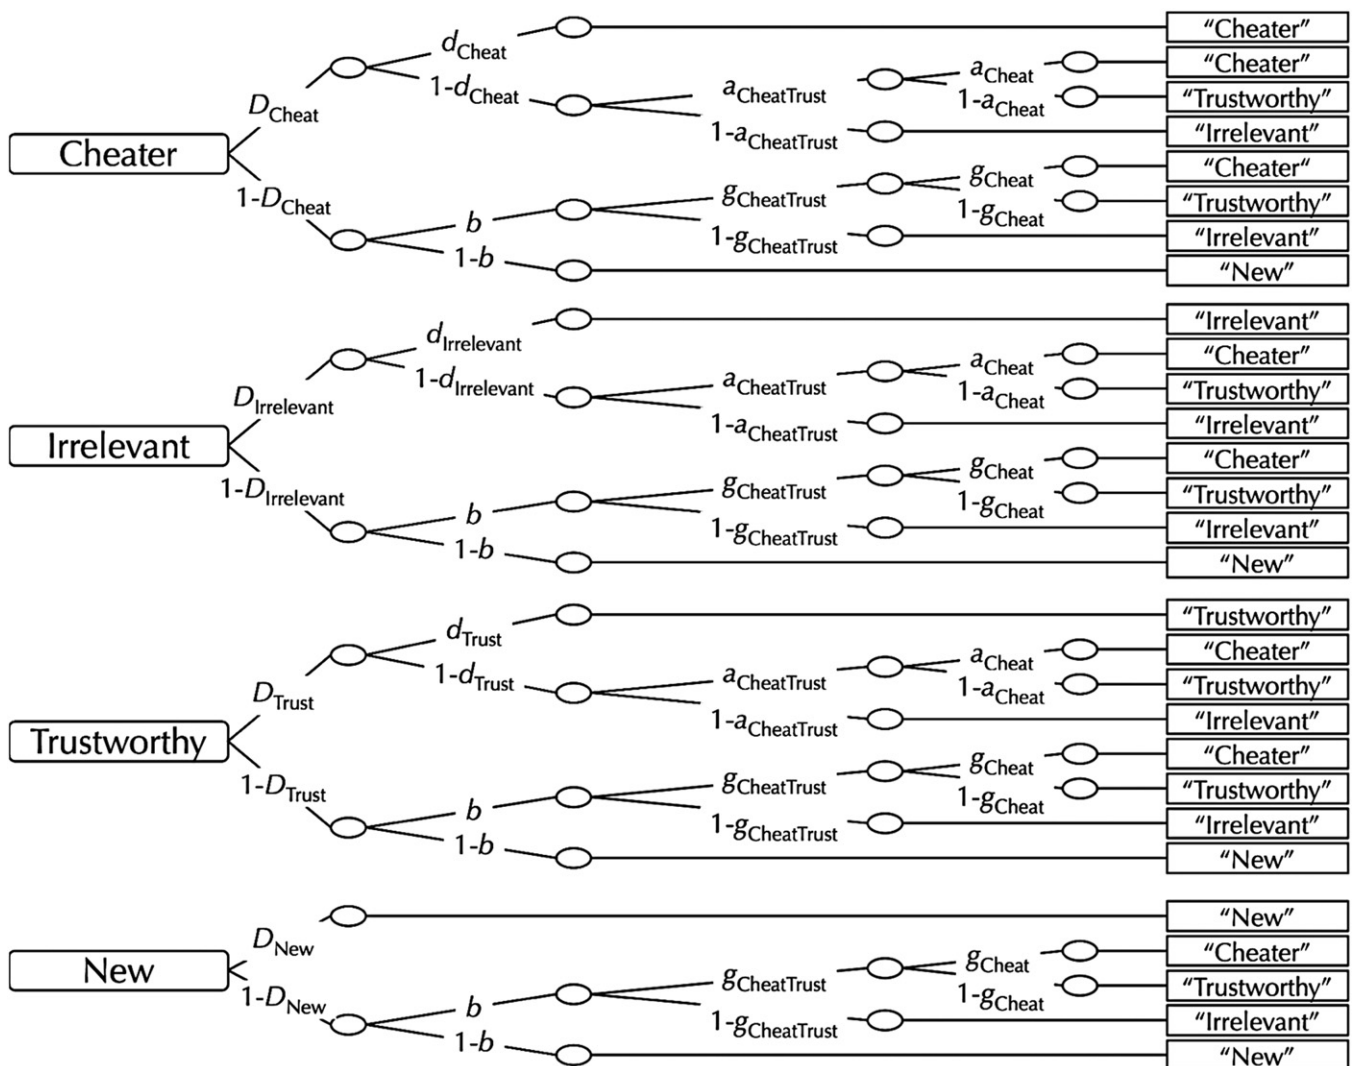 d_Cheat “Cheater”
D_Cheat 1-d_Cheat a_CheatTrust a_Cheat “Cheater”
1-a_Cheat “Trustworthy”
1-a_CheatTrust “Irrelevant”
Cheater
1-D_Cheat b g_CheatTrust g_Cheat “Cheater“
1-g_Cheat “Trustworthy”
1-g_CheatTrust “Irrelevant”
1-b “New”
d_Irrelevant “Irrelevant”
D_Irrelevant 1-d_Irrelevant a_CheatTrust a_Cheat “Cheater”
1-a_Cheat “Trustworthy”
1-a_CheatTrust “Irrelevant”
Irrelevant
1-D_Irrelevant b g_CheatTrust g_Cheat “Cheater”
1-g_Cheat “Trustworthy”
1-g_CheatTrust “Irrelevant”
1-b “New”
d_Trust “Trustworthy”
D_Trust 1-d_Trust a_CheatTrust a_Cheat “Cheater”
1-a_Cheat “Trustworthy”
1-a_CheatTrust “Irrelevant”
Trustworthy
1-D_Trust b g_CheatTrust g_Cheat “Cheater”
1-g_Cheat “Trustworthy”
1-g_CheatTrust “Irrelevant”
1-b “New”
D_New “New”
New
1-D_New b g_CheatTrust g_Cheat “Cheater”
1-g_Cheat “Trustworthy”
1-g_CheatTrust “Irrelevant”
1-b “New”